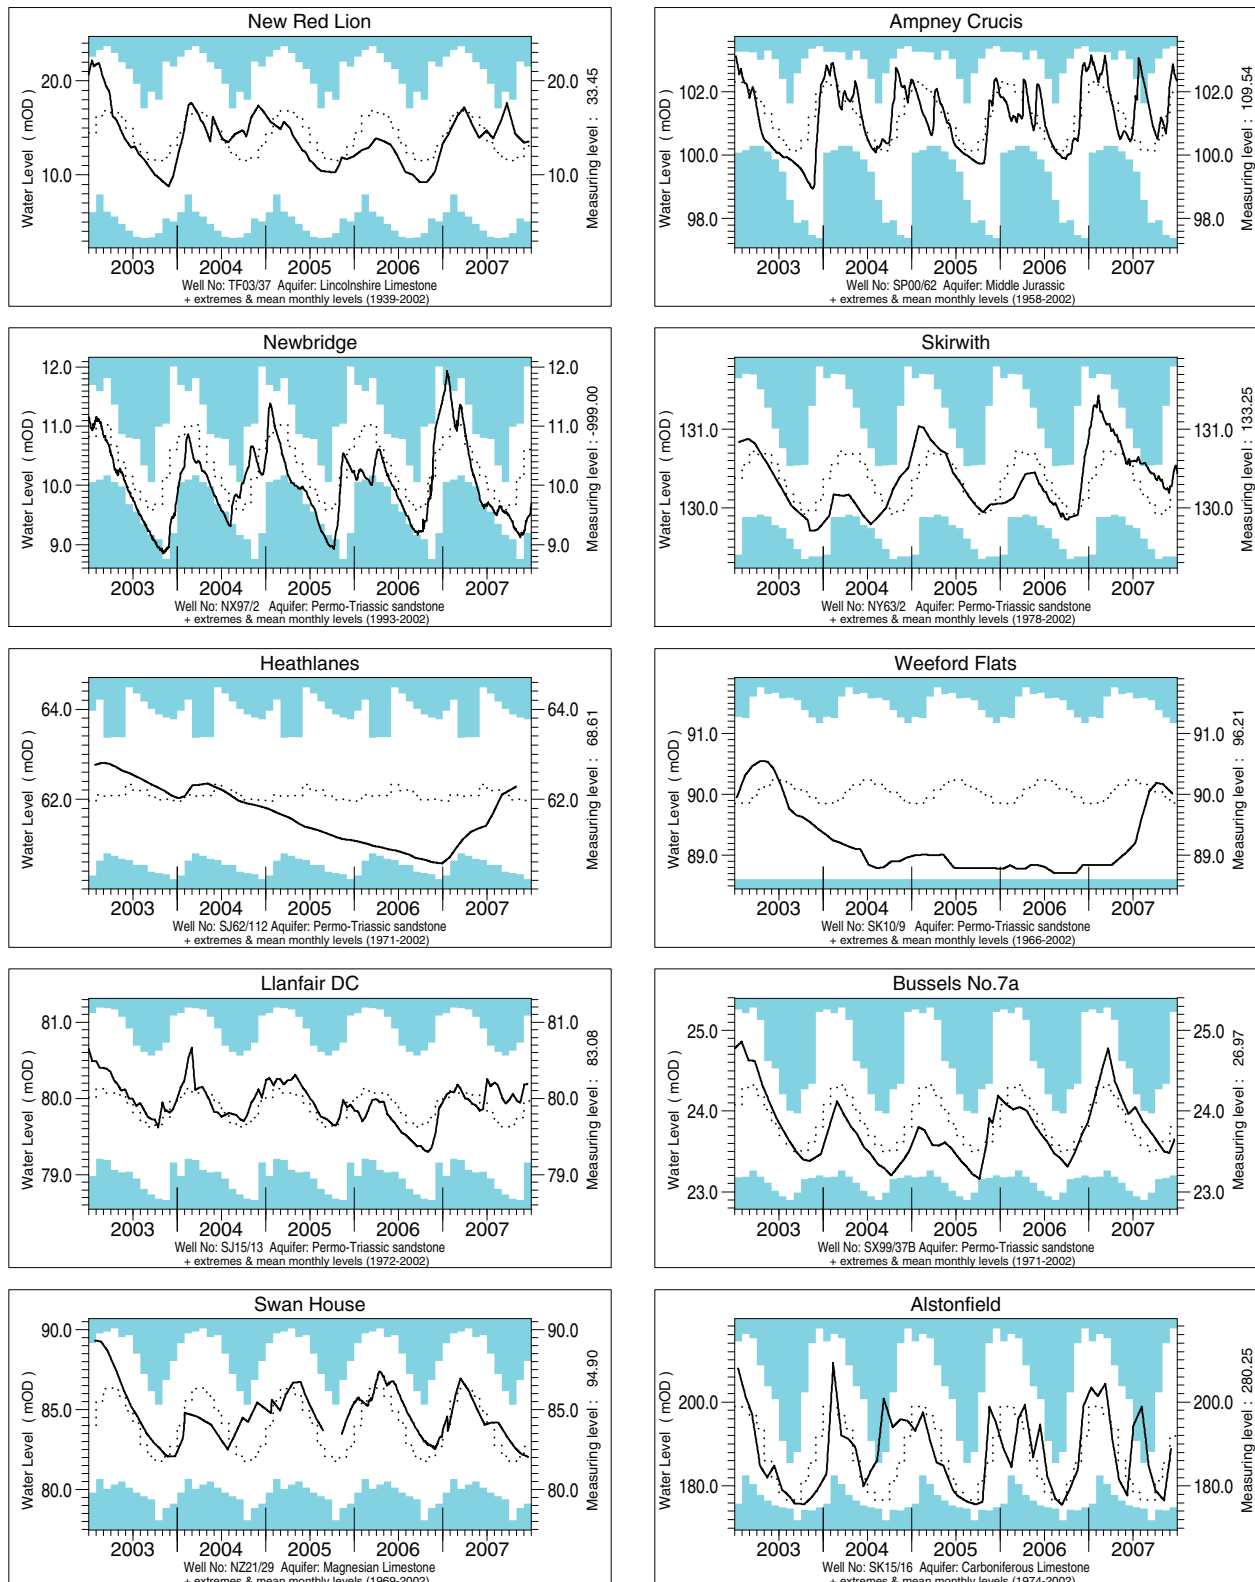 New Red Lion
20.0
10.0
Water Level ( mOD )
20.0
10.0
Measuring level : 33.45
2003 2004 2005 2006 2007
Well No: TF03/37 Aquifer: Lincolnshire Limestone
+ extremes & mean monthly levels (1939-2002)
Ampney Crucis
102.0
100.0
98.0
Water Level ( mOD )
102.0
100.0
98.0
Measuring level : 109.54
2003 2004 2005 2006 2007
Well No: SP00/62 Aquifer: Middle Jurassic
+ extremes & mean monthly levels (1958-2002)
Newbridge
12.0
11.0
10.0
9.0
Water Level ( mOD )
12.0
11.0
10.0
9.0
Measuring level : -999.00
2003 2004 2005 2006 2007
Well No: NX97/2 Aquifer: Permo-Triassic sandstone
+ extremes & mean monthly levels (1993-2002)
Skirwith
131.0
130.0
Water Level ( mOD )
131.0
130.0
Measuring level : 133.25
2003 2004 2005 2006 2007
Well No: NY63/2 Aquifer: Permo-Triassic sandstone
+ extremes & mean monthly levels (1978-2002)
Heathlanes
64.0
62.0
Water Level ( mOD )
64.0
62.0
Measuring level : 68.61
2003 2004 2005 2006 2007
Well No: SJ62/112 Aquifer: Permo-Triassic sandstone
+ extremes & mean monthly levels (1971-2002)
Weeford Flats
91.0
90.0
89.0
Water Level ( mOD )
91.0
90.0
89.0
Measuring level : 96.21
2003 2004 2005 2006 2007
Well No: SK10/9 Aquifer: Permo-Triassic sandstone
+ extremes & mean monthly levels (1966-2002)
Llanfair DC
81.0
80.0
79.0
Water Level ( mOD )
81.0
80.0
79.0
Measuring level : 83.08
2003 2004 2005 2006 2007
Well No: SJ15/13 Aquifer: Permo-Triassic sandstone
+ extremes & mean monthly levels (1972-2002)
Bussels No.7a
25.0
24.0
23.0
Water Level ( mOD )
25.0
24.0
23.0
Measuring level : 26.97
2003 2004 2005 2006 2007
Well No: SX99/37B Aquifer: Permo-Triassic sandstone
+ extremes & mean monthly levels (1971-2002)
Swan House
90.0
85.0
80.0
Water Level ( mOD )
90.0
85.0
80.0
Measuring level : 94.90
2003 2004 2005 2006 2007
Well No: NZ21/29 Aquifer: Magnesian Limestone
+ extremes & mean monthly levels (1969-2002)
Alstonfield
200.0
180.0
Water Level ( mOD )
200.0
180.0
Measuring level : 280.25
2003 2004 2005 2006 2007
Well No: SK15/16 Aquifer: Carboniferous Limestone
+ extremes & mean monthly levels (1974-2002)